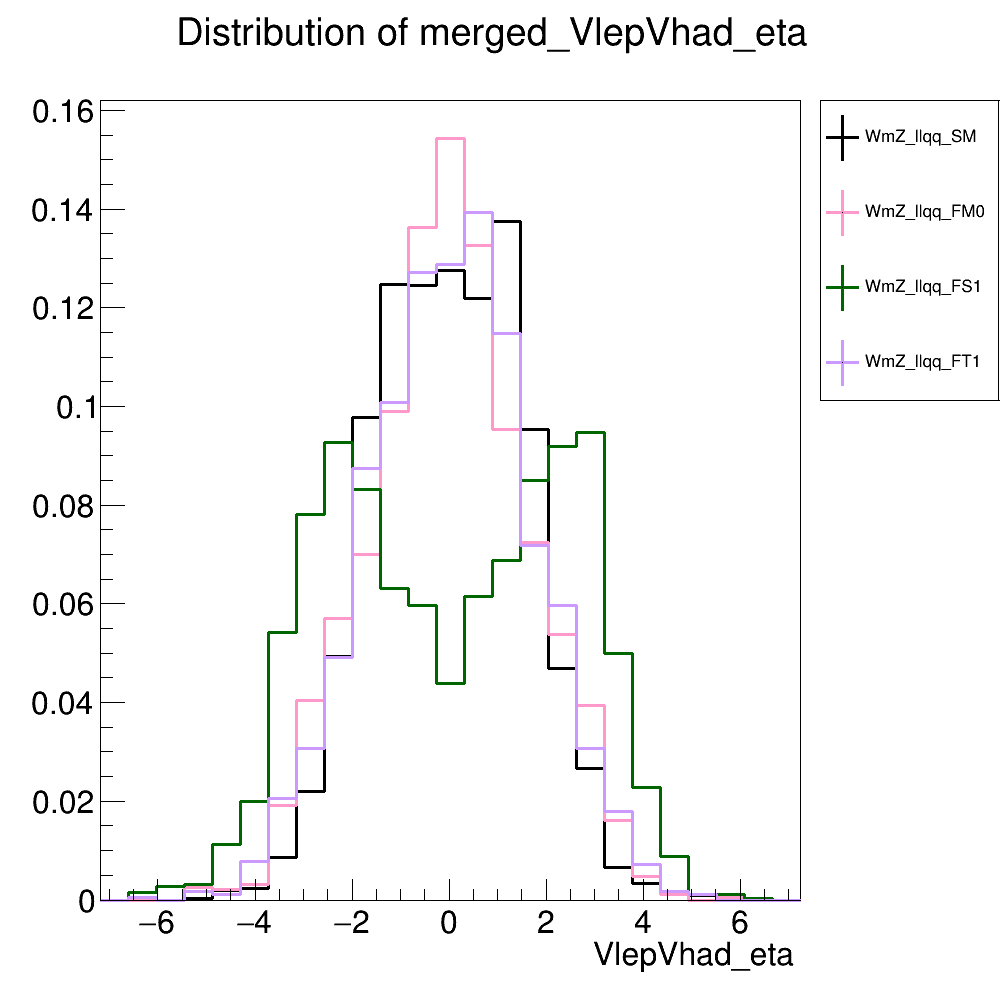 Distribution of merged_VlepVhad_eta
0.16
0.14
0.12
0.1
0.08
0.06
0.04
0.02
0
−6 −4 −2 0 2 4 6
VlepVhad_eta
WmZ_llqq_SM
WmZ_llqq_FM0
WmZ_llqq_FS1
WmZ_llqq_FT1